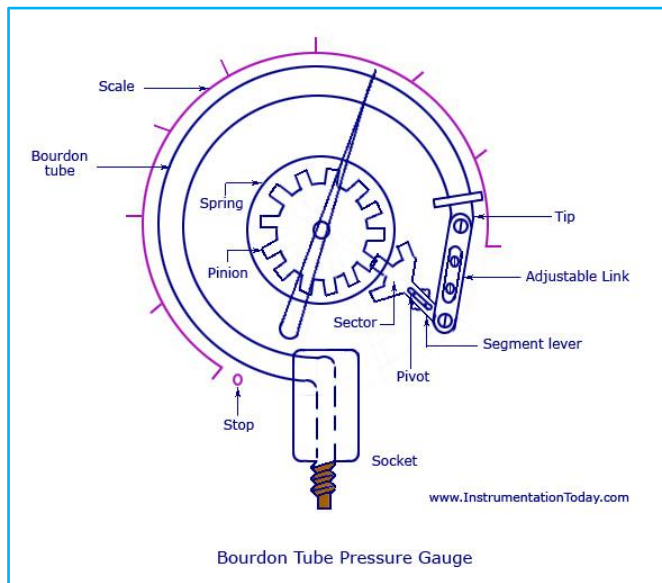 Scale
Bourdon
tube
Spring
Tip
Pinion
Adjustable Link
Sector
Segment lever
Pivot
Stop
Socket
www.InstrumentationToday.com
Bourdon Tube Pressure Gauge